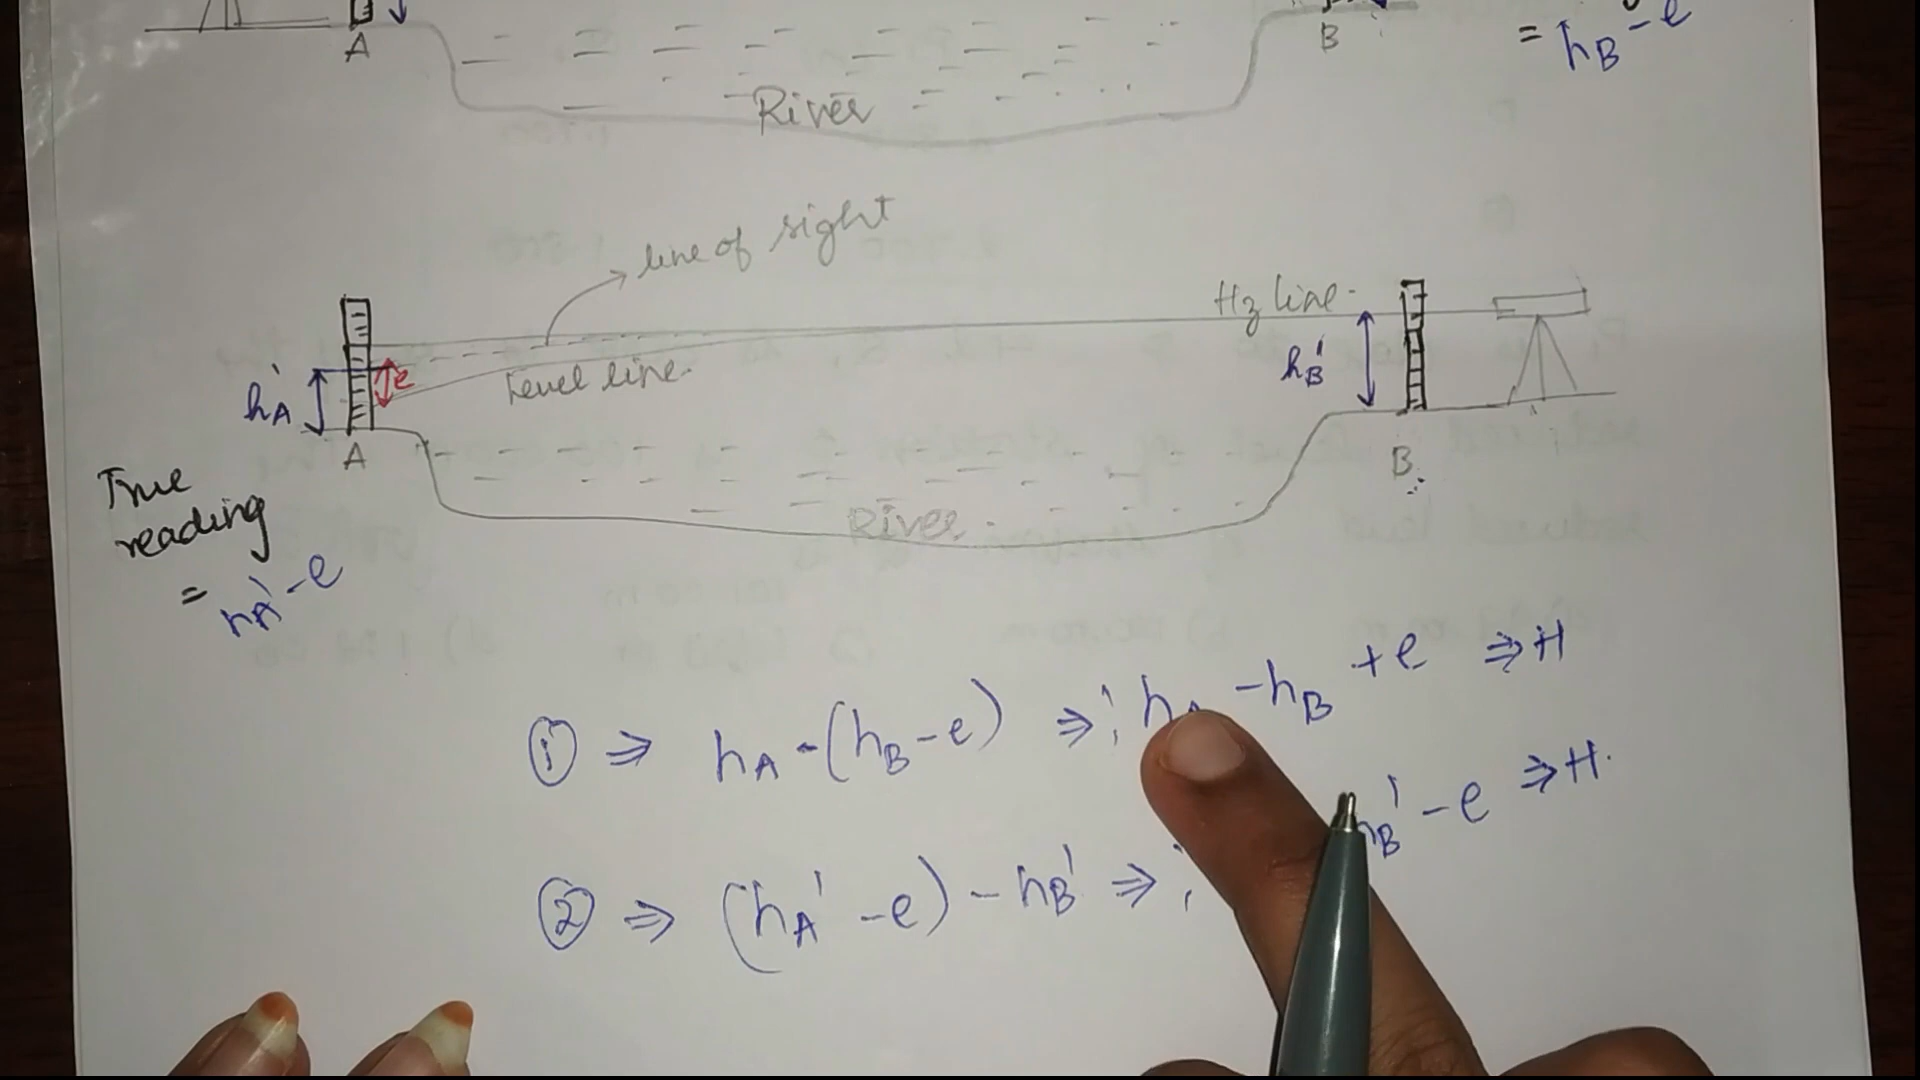 A
B
= hB - e
River
line of sight
Hz line.
hA'
e
Level line.
hB'
A
B
River
True
reading
= hA' - e
① ⇒ hA - (hB - e) ⇒ hA - hB + e ⇒ H
② ⇒ (hA' - e) - hB' ⇒ hB' - e ⇒ H.